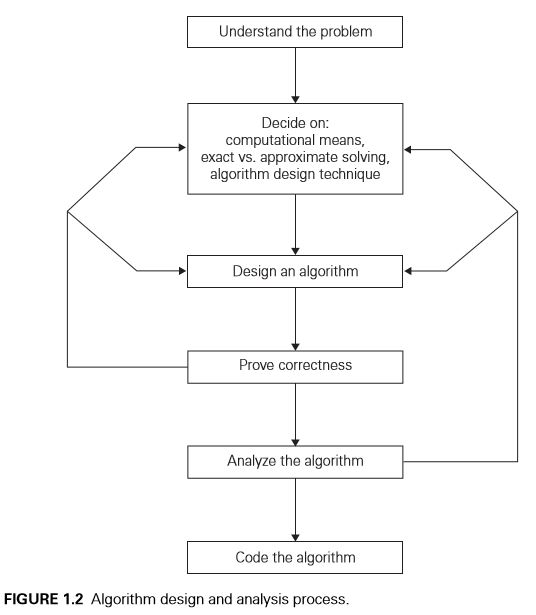 Understand the problem
Decide on:
computational means,
exact vs. approximate solving,
algorithm design technique
Design an algorithm
Prove correctness
Analyze the algorithm
Code the algorithm
FIGURE 1.2 Algorithm design and analysis process.